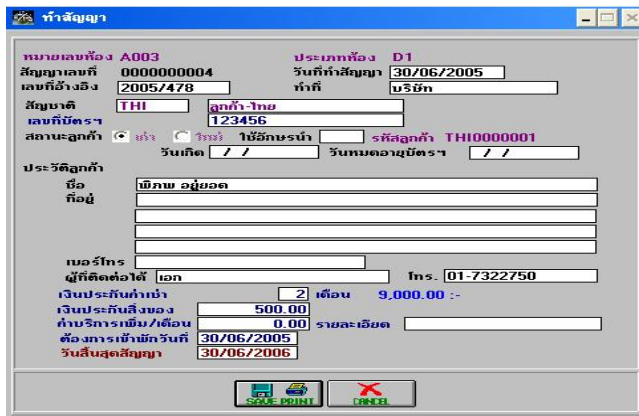 ทำสัญญา
หมายเลขห้อง A003 ประเภทห้อง D1
สัญญาเลขที่ 0000000004 วันที่ทำสัญญา 30/06/2005
เลขที่อ้างอิง 2005/478 ทำที่ บริษัท
สัญชาติ THI ลูกค้า-ไทย
เลขที่บัตรฯ 123456
สถานะลูกค้า เก่า ใหม่ ใช้อักษรนำ รหัสลูกค้า THI0000001
วันเกิด / / วันหมดอายุบัตรฯ / /
ประวัติลูกค้า
ชื่อ พิภพ อยู่ยอด
ที่อยู่
เบอร์โทร
ผู้ที่ติดต่อได้ เอก โทร. 01-7322750
เงินประกันค่าเช่า 2 เดือน 9,000.00 :-
เงินประกันสิ่งของ 500.00
ค่าบริการเพิ่ม/เดือน 0.00 รายละเอียด
ต้องการเข้าพักวันที่ 30/06/2005
วันสิ้นสุดสัญญา 30/06/2006
SAVE PRINT CANCEL